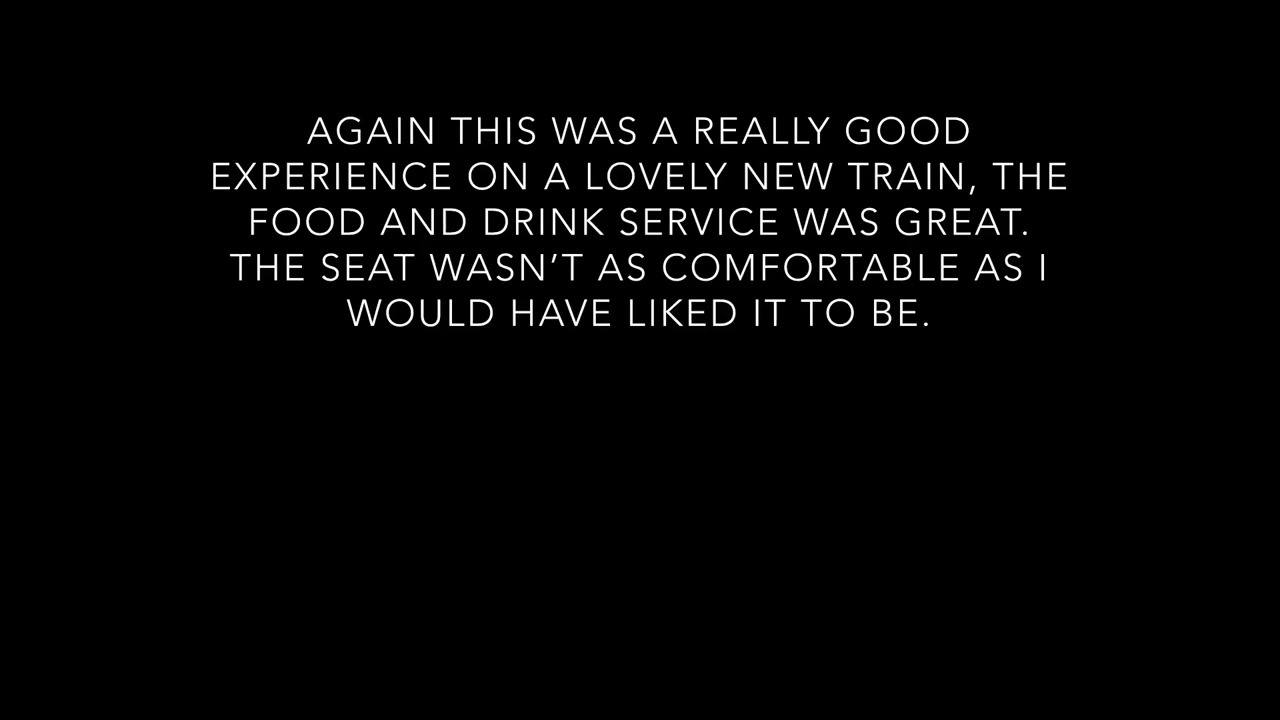 AGAIN THIS WAS A REALLY GOOD
EXPERIENCE ON A LOVELY NEW TRAIN, THE
FOOD AND DRINK SERVICE WAS GREAT.
THE SEAT WASN’T AS COMFORTABLE AS I
WOULD HAVE LIKED IT TO BE.